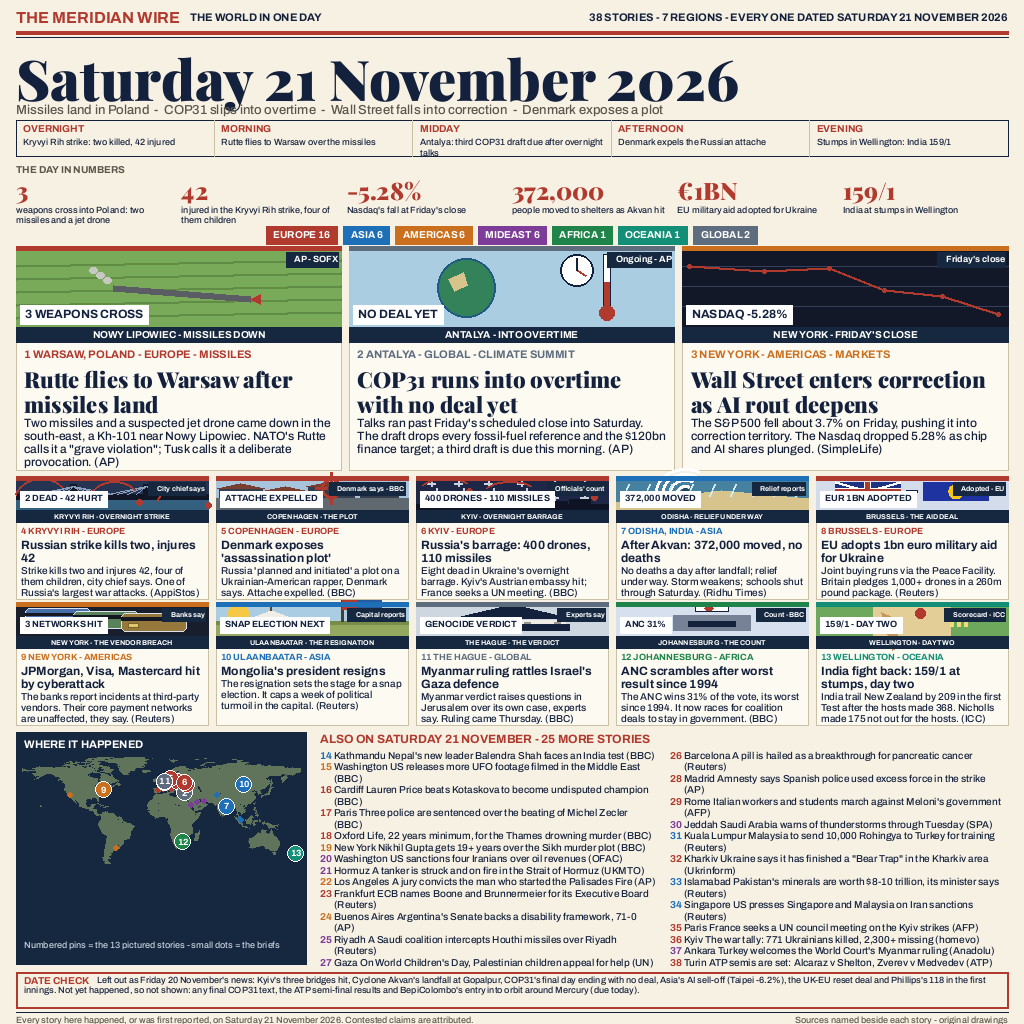 THE MERIDIAN WIRE THE WORLD IN ONE DAY
38 STORIES - 7 REGIONS - EVERY ONE DATED SATURDAY 21 NOVEMBER 2026
Saturday 21 November 2026
Missiles land in Poland - COP31 slips into overtime - Wall Street falls into correction - Denmark exposes a plot
OVERNIGHT
Kryvyi Rih strike: two killed, 42 injured
MORNING
Rutte flies to Warsaw over the missiles
MIDDAY
Antalya: third COP31 draft due after overnight
talks
AFTERNOON
Denmark expels the Russian attache
EVENING
Stumps in Wellington: India 159/1
THE DAY IN NUMBERS
3
weapons cross into Poland: two
missiles and a jet drone
42
injured in the Kryvyi Rih strike, four of
them children
-5.28%
Nasdaq's fall at Friday's close
372,000
people moved to shelters as Akvan hit
€1BN
EU military aid adopted for Ukraine
159/1
India at stumps in Wellington
EUROPE 16
ASIA 6
AMERICAS 6
MIDEAST 6
AFRICA 1
OCEANIA 1
GLOBAL 2
AP - SOFX
3 WEAPONS CROSS
NOWY LIPOWIEC - MISSILES DOWN
1 WARSAW, POLAND - EUROPE - MISSILES
Rutte flies to Warsaw after
missiles land
Two missiles and a suspected jet drone came down in the
south-east, a Kh-101 near Nowy Lipowiec. NATO's Rutte
calls it a "grave violation"; Tusk calls it a deliberate
provocation. (AP)
Ongoing - AP
NO DEAL YET
ANTALYA - INTO OVERTIME
2 ANTALYA - GLOBAL - CLIMATE SUMMIT
COP31 runs into overtime
with no deal yet
Talks ran past Friday's scheduled close into Saturday.
The draft drops every fossil-fuel reference and the $120bn
finance target; a third draft is due this morning. (AP)
Friday's close
NASDAQ -5.28%
NEW YORK - FRIDAY'S CLOSE
3 NEW YORK - AMERICAS - MARKETS
Wall Street enters correction
as AI rout deepens
The S&P 500 fell about 3.7% on Friday, pushing it into
correction territory. The Nasdaq dropped 5.28% as chip
and AI shares plunged. (SimpleLife)
City chief says
2 DEAD - 42 HURT
KRYVYI RIH - OVERNIGHT STRIKE
4 KRYVYI RIH - EUROPE
Russian strike kills two, injures
42
Strike kills two and injures 42, four of
them children, city chief says. One of
Russia's largest war attacks. (AppiStos)
Denmark says - BBC
ATTACHE EXPELLED
COPENHAGEN - THE PLOT
5 COPENHAGEN - EUROPE
Denmark exposes
'assassination plot'
Russia 'planned and initiated' a plot on a
Ukrainian-American rapper, Denmark
says. Attache expelled. (BBC)
Officials' count
400 DRONES - 110 MISSILES
KYIV - OVERNIGHT BARRAGE
6 KYIV - EUROPE
Russia's barrage: 400 drones,
110 missiles
Eight dead in Ukraine's overnight
barrage. Kyiv's Austrian embassy hit;
France seeks a UN meeting. (BBC)
Relief reports
372,000 MOVED
ODISHA - RELIEF UNDER WAY
7 ODISHA, INDIA - ASIA
After Akvan: 372,000 moved, no
deaths
No deaths a day after landfall; relief
under way. Storm weakens; schools shut
through Saturday. (Ridhu Times)
Adopted - EU
EUR 1BN ADOPTED
BRUSSELS - THE AID DEAL
8 BRUSSELS - EUROPE
EU adopts 1bn euro military aid
for Ukraine
Joint buying runs via the Peace Facility.
Britain pledges 1,000+ drones in a 260m
pound package. (Reuters)
Banks say
3 NETWORKS HIT
NEW YORK - THE VENDOR BREACH
9 NEW YORK - AMERICAS
JPMorgan, Visa, Mastercard hit
by cyberattack
The banks report incidents at third-party
vendors. Their core payment networks
are unaffected, they say. (Reuters)
Capital reports
SNAP ELECTION NEXT
ULAANBAATAR - THE RESIGNATION
10 ULAANBAATAR - ASIA
Mongolia's president resigns
The resignation sets the stage for a snap
election. It caps a week of political
turmoil in the capital. (Reuters)
Experts say
GENOCIDE VERDICT
THE HAGUE - THE VERDICT
11 THE HAGUE - GLOBAL
Myanmar ruling rattles Israel's
Gaza defence
Myanmar verdict raises questions in
Jerusalem over its own case, experts
say. Ruling came Thursday. (BBC)
Count - BBC
ANC 31%
JOHANNESBURG - THE COUNT
12 JOHANNESBURG - AFRICA
ANC scrambles after worst
result since 1994
The ANC wins 31% of the vote, its worst
since 1994. It now races for coalition
deals to stay in government. (BBC)
Scorecard - ICC
159/1 - DAY TWO
WELLINGTON - DAY TWO
13 WELLINGTON - OCEANIA
India fight back: 159/1 at
stumps, day two
India trail New Zealand by 209 in the first
Test after the hosts made 368. Nicholls
made 175 not out for the hosts. (ICC)
WHERE IT HAPPENED
9
11
6
2
10
7
12
13
Numbered pins = the 13 pictured stories - small dots = the briefs
ALSO ON SATURDAY 21 NOVEMBER - 25 MORE STORIES
14 Kathmandu Nepal's new leader Balendra Shah faces an India test (BBC)
15 Washington US releases more UFO footage filmed in the Middle East
(BBC)
16 Cardiff Lauren Price beats Kotaskova to become undisputed champion
(BBC)
17 Paris Three police are sentenced over the beating of Michel Zecler
(BBC)
18 Oxford Life, 22 years minimum, for the Thames drowning murder (BBC)
19 New York Nikhil Gupta gets 19+ years over the Sikh murder plot (BBC)
20 Washington US sanctions four Iranians over oil revenues (OFAC)
21 Hormuz A tanker is struck and on fire in the Strait of Hormuz (UKMTO)
22 Los Angeles A jury convicts the man who started the Palisades Fire (AP)
23 Frankfurt ECB names Boone and Brunnermeier for its Executive Board
(Reuters)
24 Buenos Aires Argentina's Senate backs a disability framework, 71-0
(AP)
25 Riyadh A Saudi coalition intercepts Houthi missiles over Riyadh
(Reuters)
27 Gaza On World Children's Day, Palestinian children appeal for help (UN)
26 Barcelona A pill is hailed as a breakthrough for pancreatic cancer
(Reuters)
28 Madrid Amnesty says Spanish police used excess force in the strike
(AP)
29 Rome Italian workers and students march against Meloni's government
(AFP)
30 Jeddah Saudi Arabia warns of thunderstorms through Tuesday (SPA)
31 Kuala Lumpur Malaysia to send 10,000 Rohingya to Turkey for training
(Reuters)
32 Kharkiv Ukraine says it has finished a "Bear Trap" in the Kharkiv area
(Ukrinform)
33 Islamabad Pakistan's minerals are worth $8-10 trillion, its minister says
(Reuters)
34 Singapore US presses Singapore and Malaysia on Iran sanctions
(Reuters)
35 Paris France seeks a UN council meeting on the Kyiv strikes (AFP)
36 Kyiv The war tally: 771 Ukrainians killed, 2,300+ missing (homevo)
37 Ankara Turkey welcomes the World Court's Myanmar ruling (Anadolu)
38 Turin ATP semis are set: Alcaraz v Shelton, Zverev v Medvedev (ATP)
DATE CHECK Left out as Friday 20 November's news: Kyiv's three bridges hit, Cyclone Akvan's landfall at Gopalpur, COP31's final day ending with no deal, Asia's AI sell-off (Taipei -6.2%), the UK-EU reset deal and Phillips's 118 in the first
innings. Not yet happened, so not shown: any final COP31 text, the ATP semi-final results and BepiColombo's entry into orbit around Mercury (due today).
Every story here happened, or was first reported, on Saturday 21 November 2026. Contested claims are attributed.
Sources named beside each story - original drawings